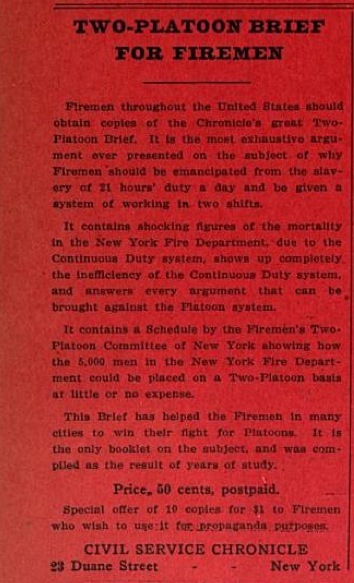 TWO-PLATOON BRIEF
FOR FIREMEN
Firemen throughout the United States should
obtain copies of the Chronicle's great Two-
Platoon Brief. It is the most exhaustive argu-
ment ever presented on the subject of why
Firemen should be emancipated from the slav-
ery of 21 hours' duty a day and be given a
system of working in two shifts.
It contains shocking figures of the mortality
in the New York Fire Department, due to the
Continuous Duty system, shows up completely
the inefficiency of the Continuous Duty system,
and answers every argument that can be
brought against the Platoon system.
It contains a Schedule by the Firemen's Two-
Platoon Committee of New York showing how
the 5,000 men in the New York Fire Depart-
ment could be placed on a Two-Platoon basis
at little or no expense.
This Brief has helped the Firemen in many
cities to win their fight for Platoons. It is
the only booklet on the subject, and was com-
piled as the result of years of study.
Price, 50 cents, postpaid.
Special offer of 10 copies for $1 to Firemen
who wish to use it for propaganda purposes.
CIVIL SERVICE CHRONICLE
23 Duane Street - - New York